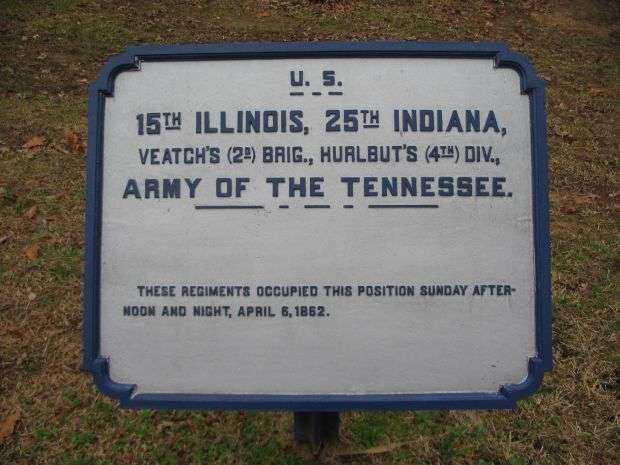 U. S.
15TH ILLINOIS, 25TH INDIANA,
VEATCH'S (2D) BRIG., HURLBUT'S (4TH) DIV.,
ARMY OF THE TENNESSEE.
THESE REGIMENTS OCCUPIED THIS POSITION SUNDAY AFTER-
NOON AND NIGHT, APRIL 6, 1862.